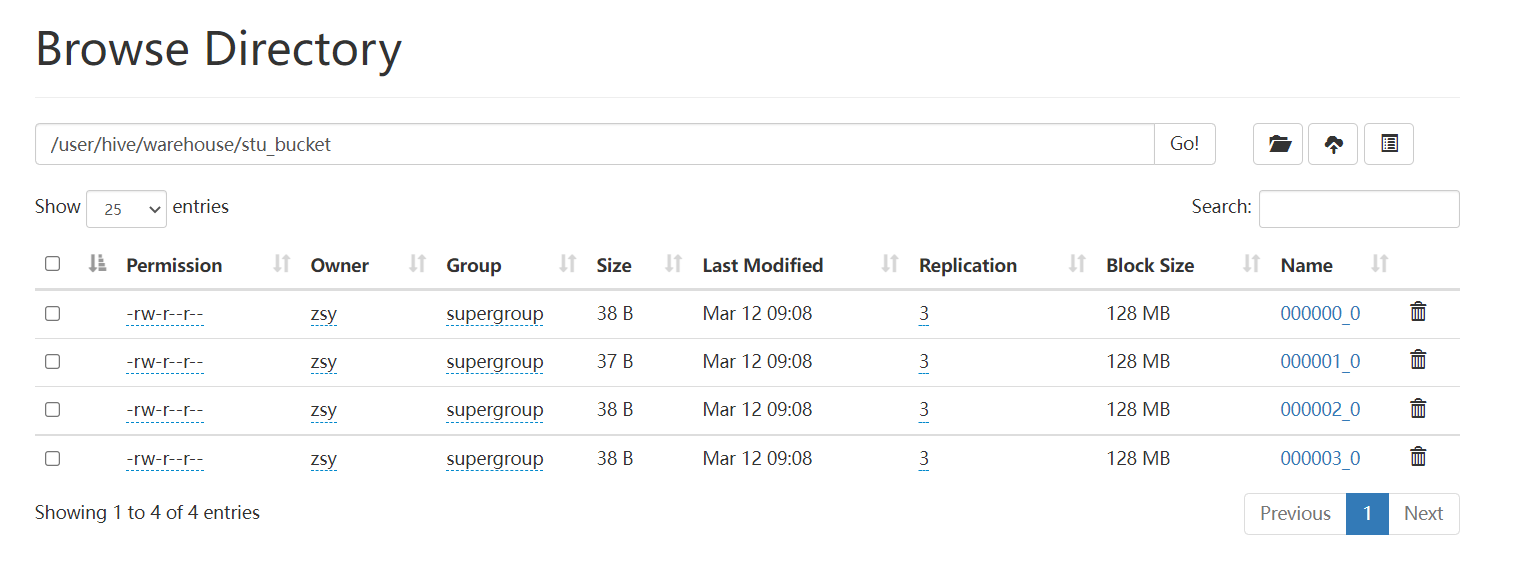 Browse Directory
/user/hive/warehouse/stu_bucket Go!
Show 25 entries Search:
Permission Owner Group Size Last Modified Replication Block Size Name
-rw-r--r-- zsy supergroup 38 B Mar 12 09:08 3 128 MB 000000_0
-rw-r--r-- zsy supergroup 37 B Mar 12 09:08 3 128 MB 000001_0
-rw-r--r-- zsy supergroup 38 B Mar 12 09:08 3 128 MB 000002_0
-rw-r--r-- zsy supergroup 38 B Mar 12 09:08 3 128 MB 000003_0
Showing 1 to 4 of 4 entries Previous 1 Next